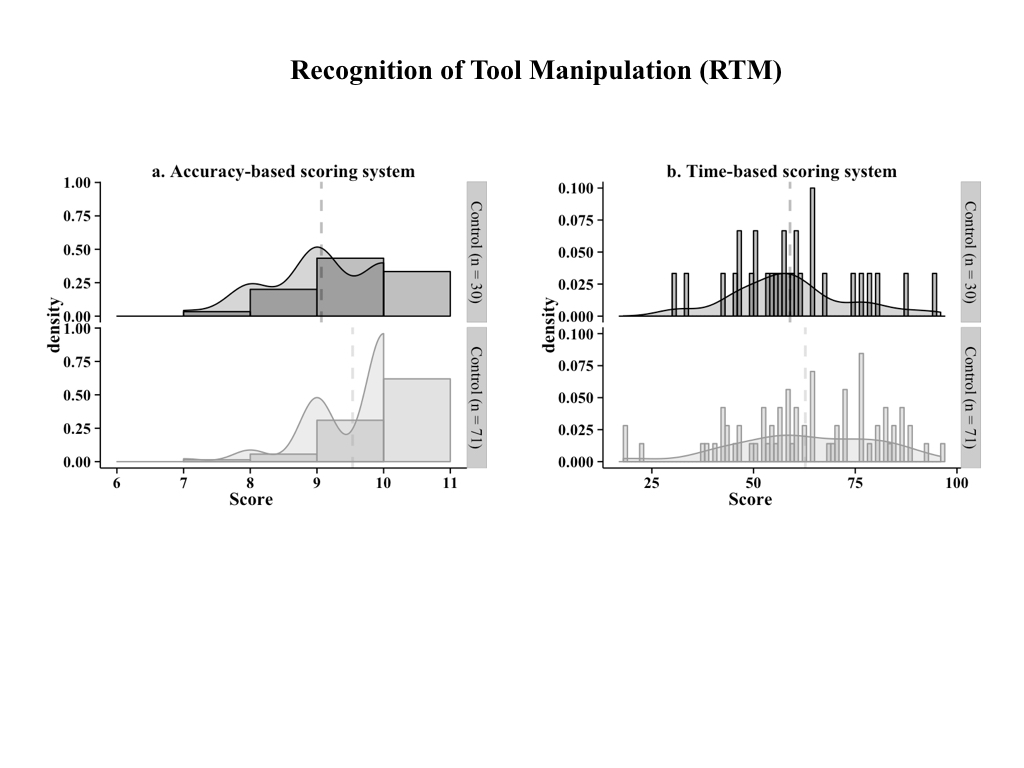 Recognition of Tool Manipulation (RTM)
a. Accuracy-based scoring system
1.00
0.75
0.50
0.25
0.00
Control (n = 30)
density
1.00
0.75
0.50
0.25
0.00
Control (n = 71)
6 7 8 9 10 11
Score
b. Time-based scoring system
0.100
0.075
0.050
0.025
0.000
Control (n = 30)
density
0.100
0.075
0.050
0.025
0.000
Control (n = 71)
25 50 75 100
Score